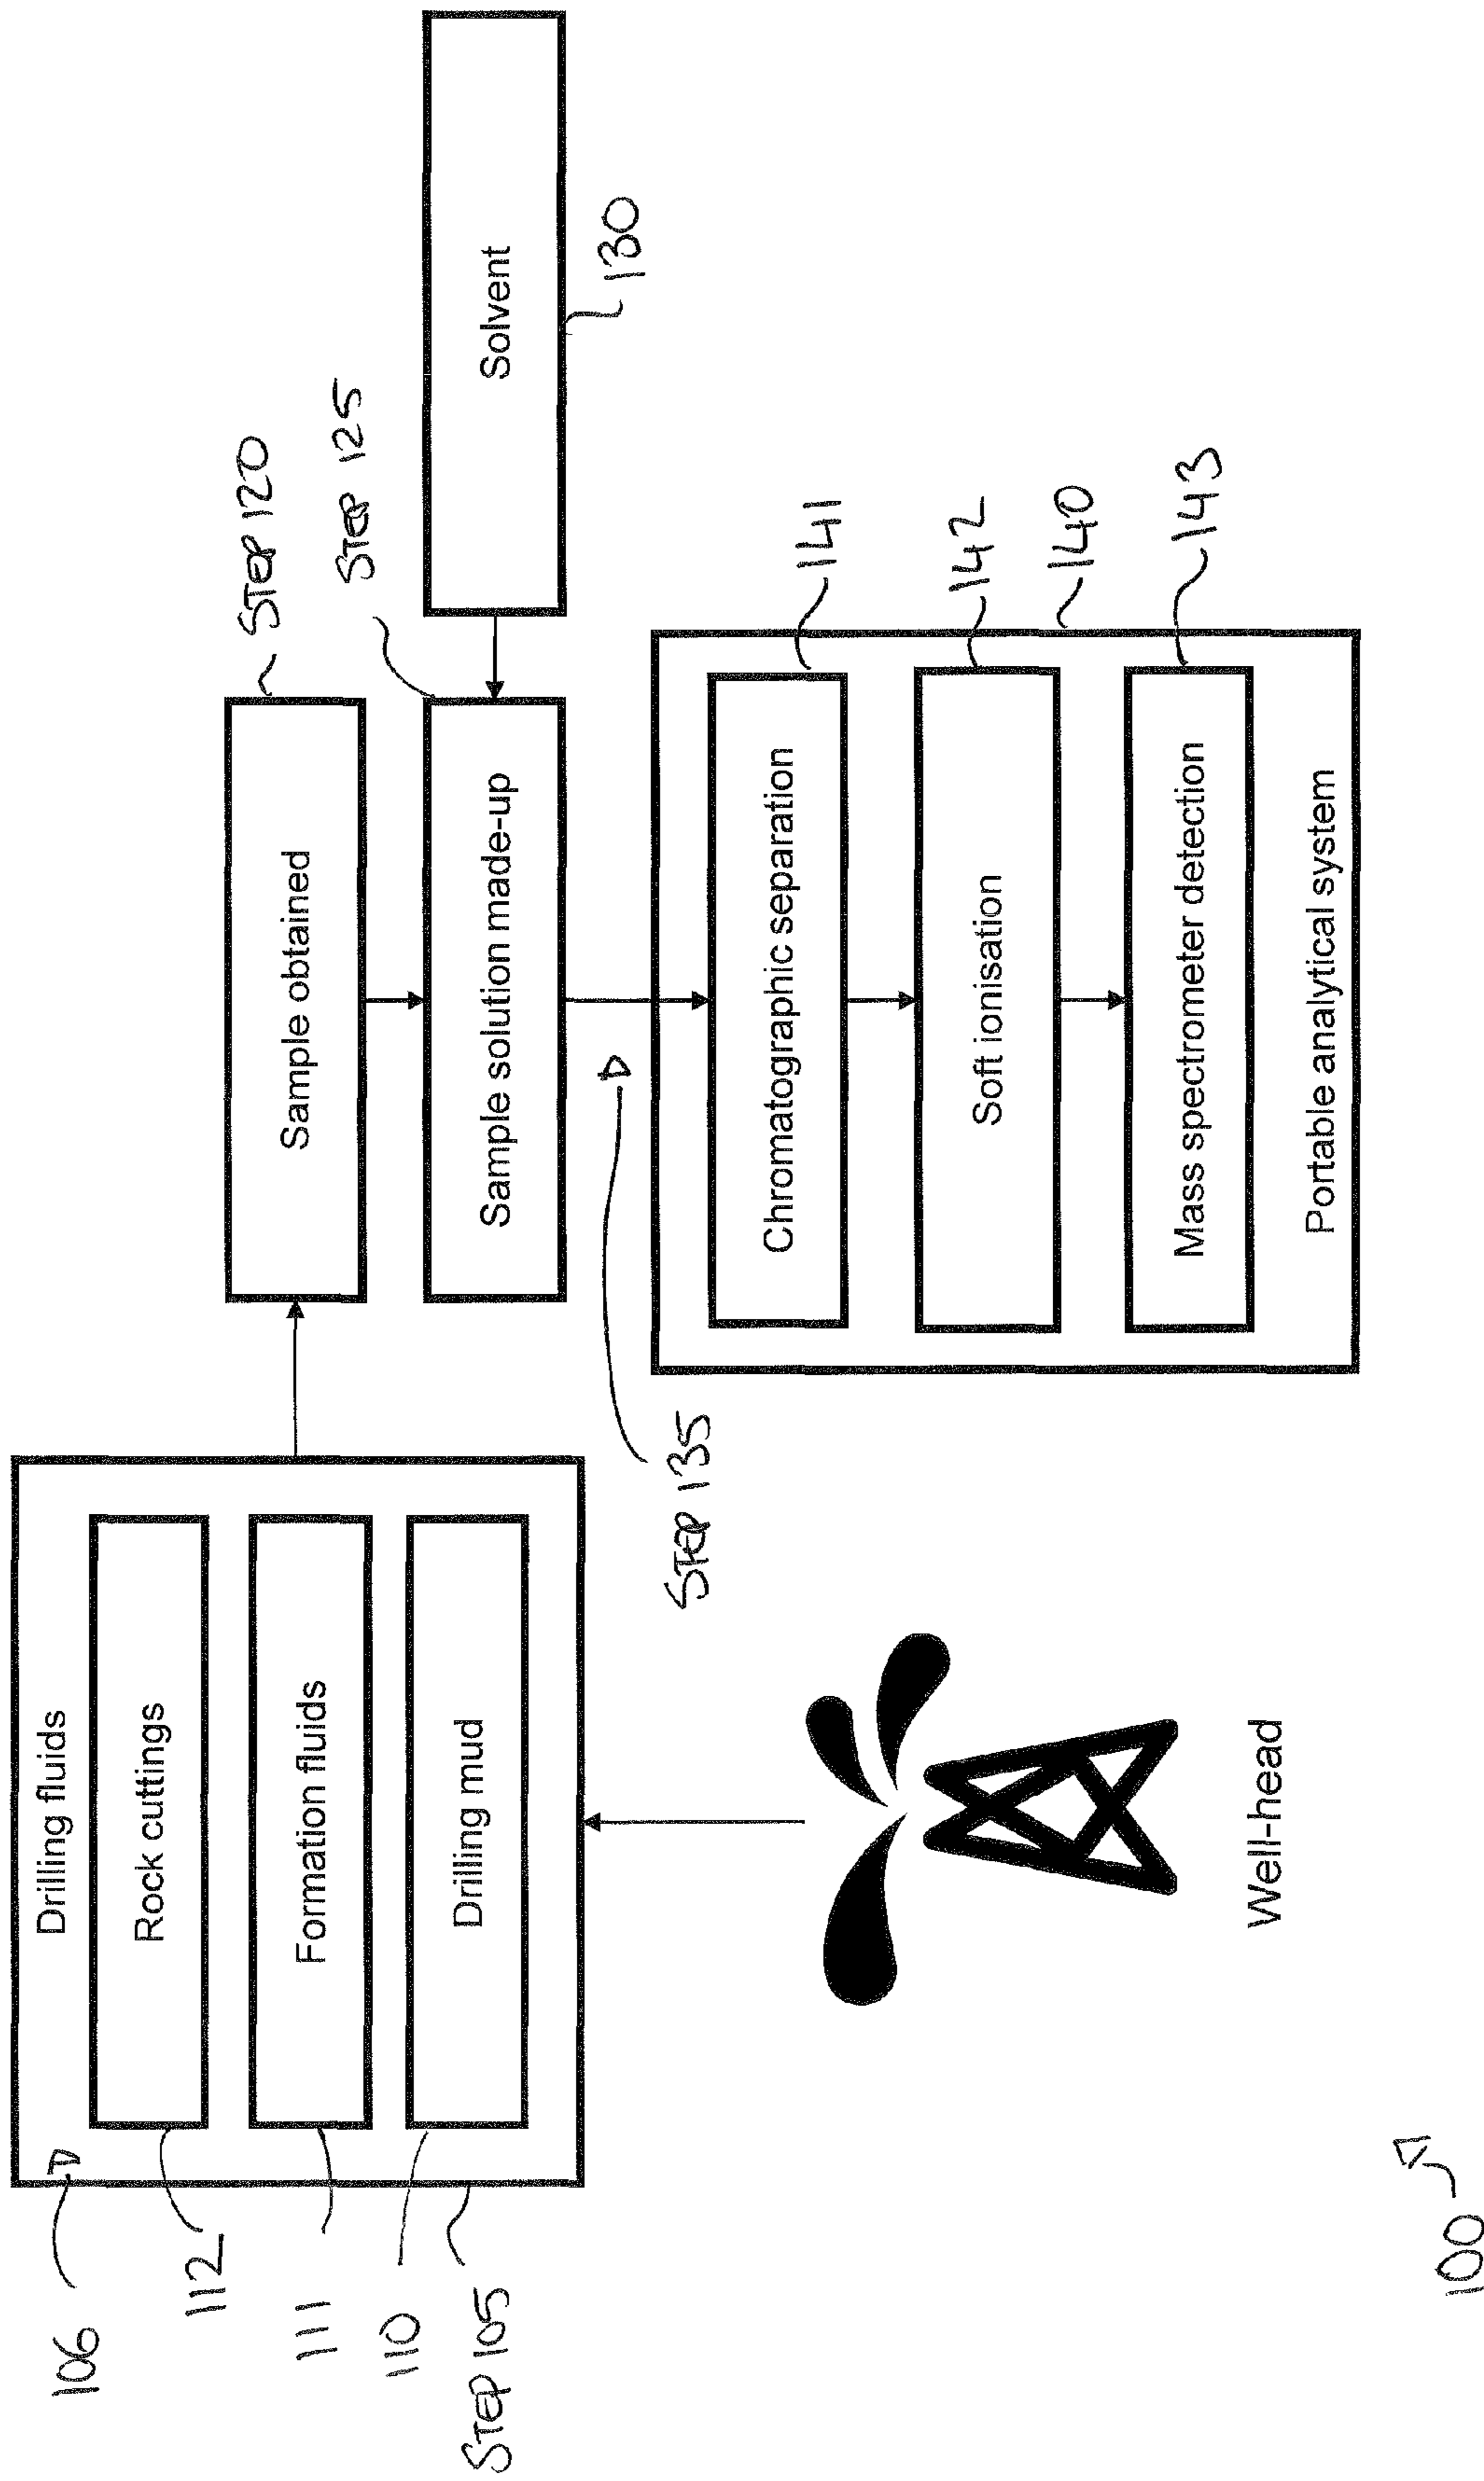 106
Drilling fluids
112
Rock cuttings
111
Formation fluids
110
Drilling mud
STEP 105
Well-head
100
Sample obtained
STEP 120
Sample solution made-up
STEP 125
Solvent
130
STEP 135
Chromatographic separation
141
Soft ionisation
142
140
Mass spectrometer detection
143
Portable analytical system